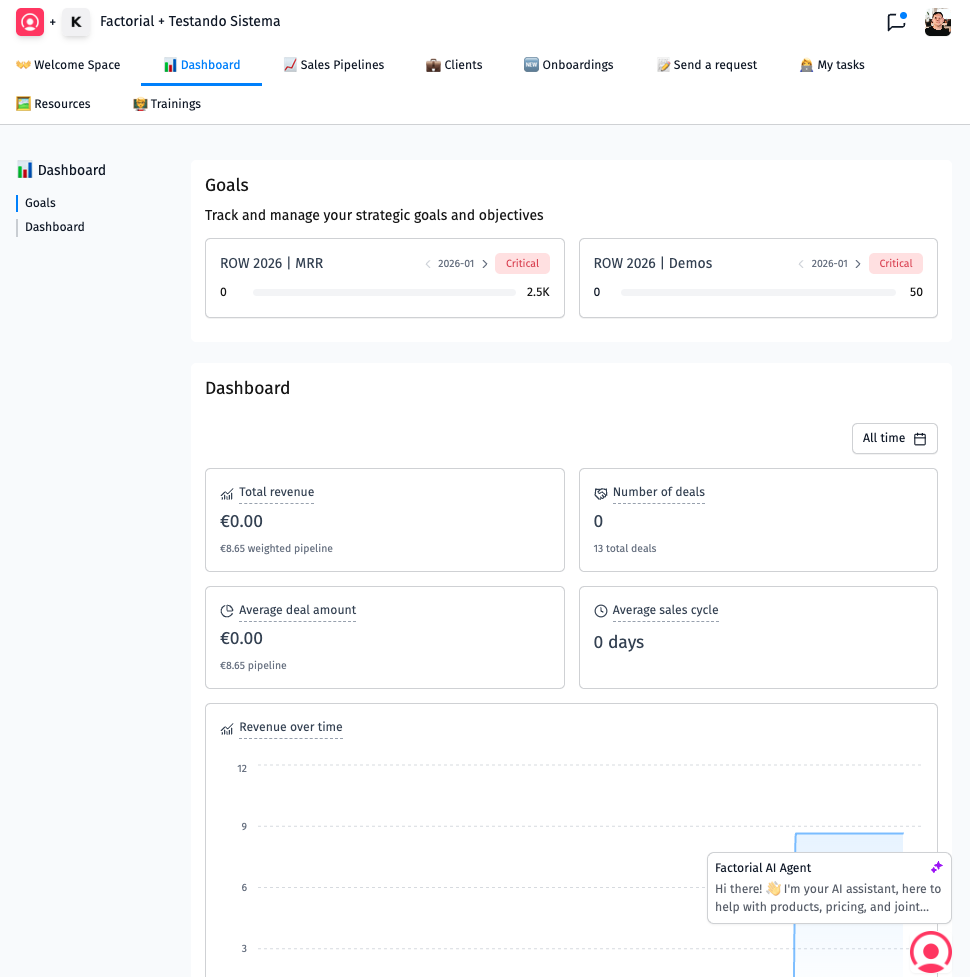 + K Factorial + Testando Sistema
Welcome Space Dashboard Sales Pipelines Clients NEW Onboardings Send a request My tasks
Resources Trainings
Dashboard
Goals
Dashboard
Goals
Track and manage your strategic goals and objectives
ROW 2026 | MRR < 2026-01 > Critical
0 2.5K
ROW 2026 | Demos < 2026-01 > Critical
0 50
Dashboard
All time
Total revenue
€0.00
€8.65 weighted pipeline
Number of deals
0
13 total deals
Average deal amount
€0.00
€8.65 pipeline
Average sales cycle
0 days
Revenue over time
12
9
6
3
Factorial AI Agent
Hi there! 👋 I'm your AI assistant, here to
help with products, pricing, and joint...